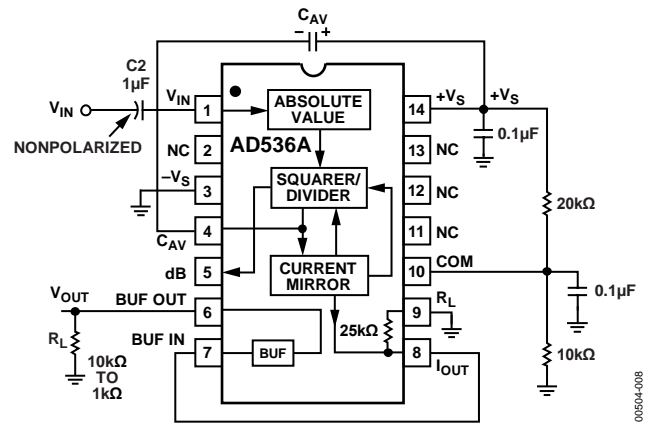 C_AV
– +
C2
1µF
V_IN
V_IN
NONPOLARIZED
1
ABSOLUTE
VALUE
14
+V_S
+V_S
0.1µF
NC
2
AD536A
13
NC
–V_S
3
SQUARER/
DIVIDER
12
NC
20kΩ
4
C_AV
11
NC
dB
5
CURRENT
MIRROR
10
COM
0.1µF
V_OUT
BUF OUT
6
25kΩ
9
R_L
R_L
10kΩ
TO
1kΩ
BUF IN
7
BUF
8
I_OUT
10kΩ
00504-008